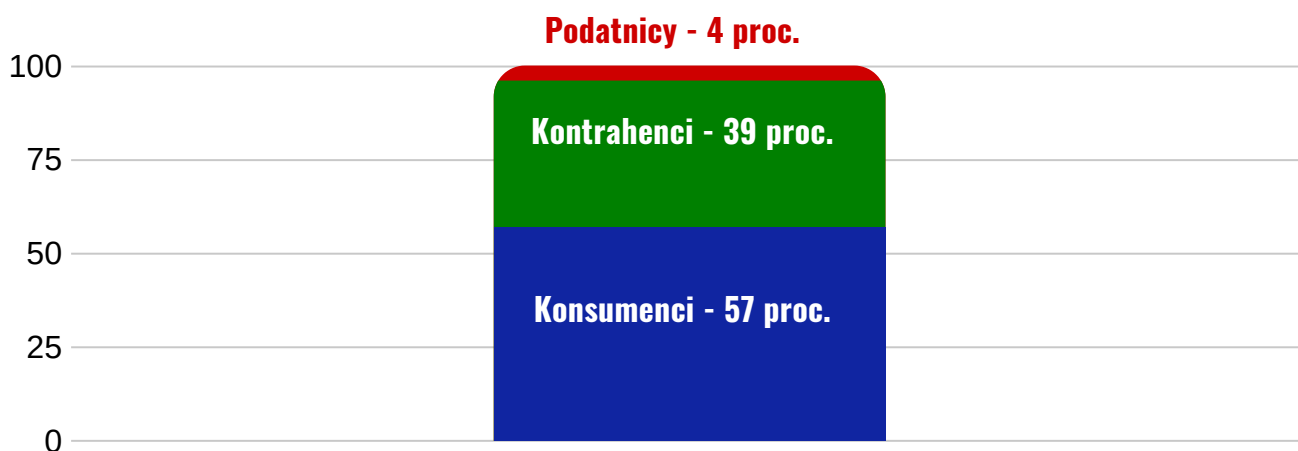 Podatnicy - 4 proc.
100
Kontrahenci - 39 proc.
75
50
Konsumenci - 57 proc.
25
0